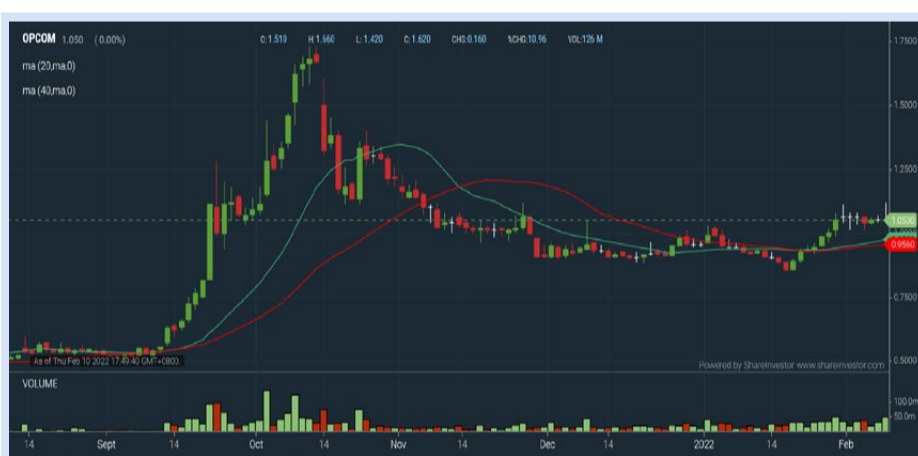 OPCOM 1.050 (0.00%) O:1.510 H:1.660 L:1.420 C:1.620 CHG:0.160 %CHG:10.96 VOL:126 M
ma (20,ma,0)
ma (40,ma,0)
1.7500
1.5000
1.2500
1.0530
0.9560
0.7500
0.5000
As of Thu Feb 10 2022 17:49:40 GMT+0800.
Powered by ShareInvestor www.shareinvestor.com
VOLUME
100.0m
50.0m
14 Sept 14 Oct 14 Nov 14 Dec 14 2022 14 Feb